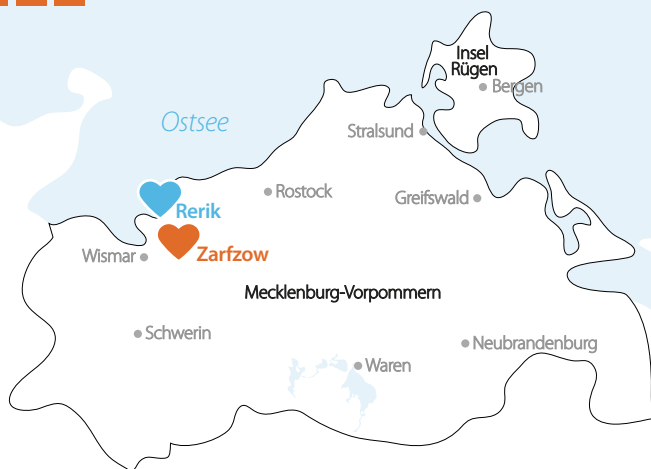 Insel
Rügen
Bergen
Ostsee
Stralsund
Rostock
Greifswald
Rerik
Zarfzow
Wismar
Mecklenburg-Vorpommern
Schwerin
Neubrandenburg
Waren